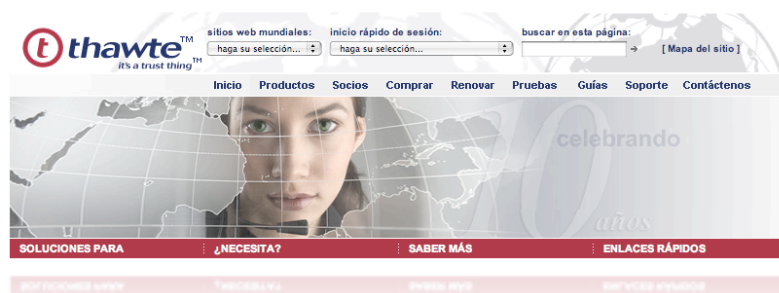 thawte™
it's a trust thing™
sitios web mundiales:
haga su selección...
inicio rápido de sesión:
haga su selección...
buscar en esta página:
→ [ Mapa del sitio ]
Inicio Productos Socios Comprar Renovar Pruebas Guías Soporte Contáctenos
celebrando
10
años
SOLUCIONES PARA ¿NECESITA? SABER MÁS ENLACES RÁPIDOS